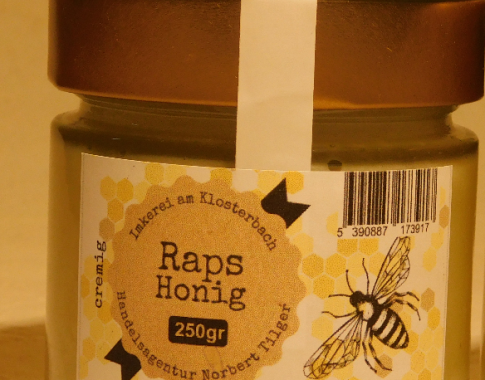 Imkerei am Klosterbach
Raps
Honig
250gr
Handelsagentur Norbert Tilger
cremig
5 390887 173917